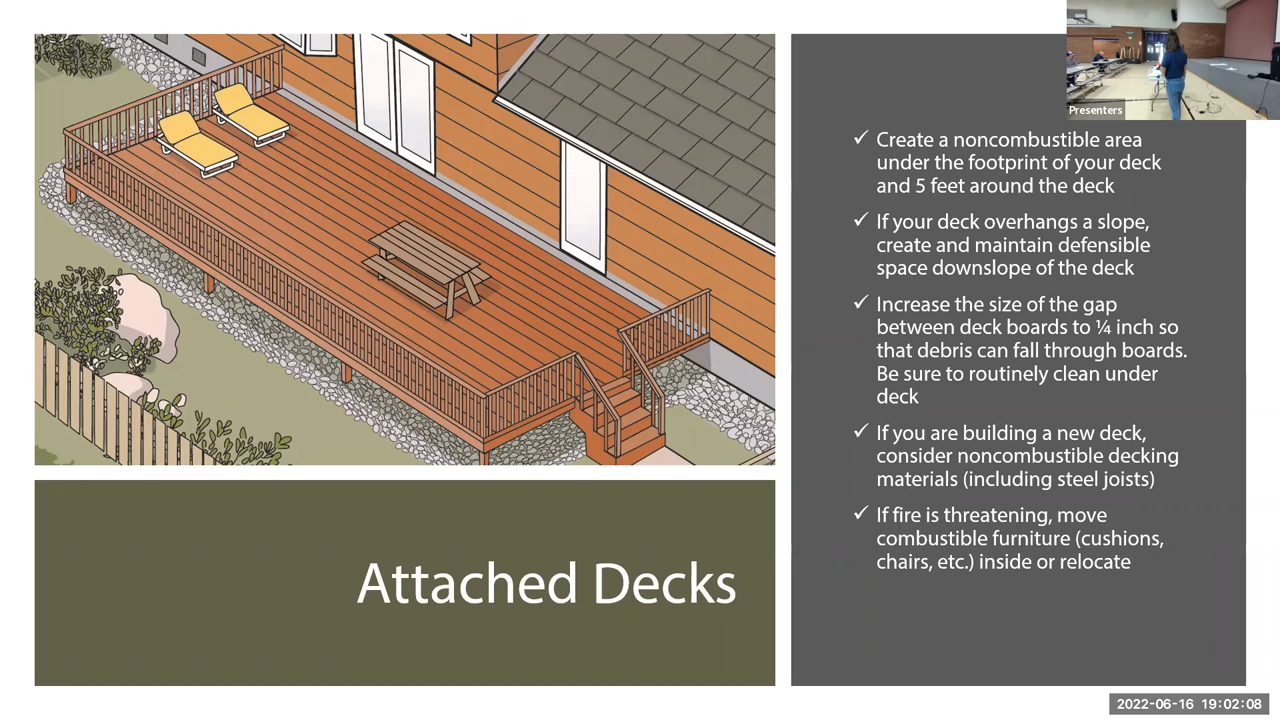 Presenters
✓ Create a noncombustible area
under the footprint of your deck
and 5 feet around the deck
✓ If your deck overhangs a slope,
create and maintain defensible
space downslope of the deck
✓ Increase the size of the gap
between deck boards to ¼ inch so
that debris can fall through boards.
Be sure to routinely clean under
deck
✓ If you are building a new deck,
consider noncombustible decking
materials (including steel joists)
✓ If fire is threatening, move
combustible furniture (cushions,
chairs, etc.) inside or relocate
Attached Decks
2022-06-16 19:02:08